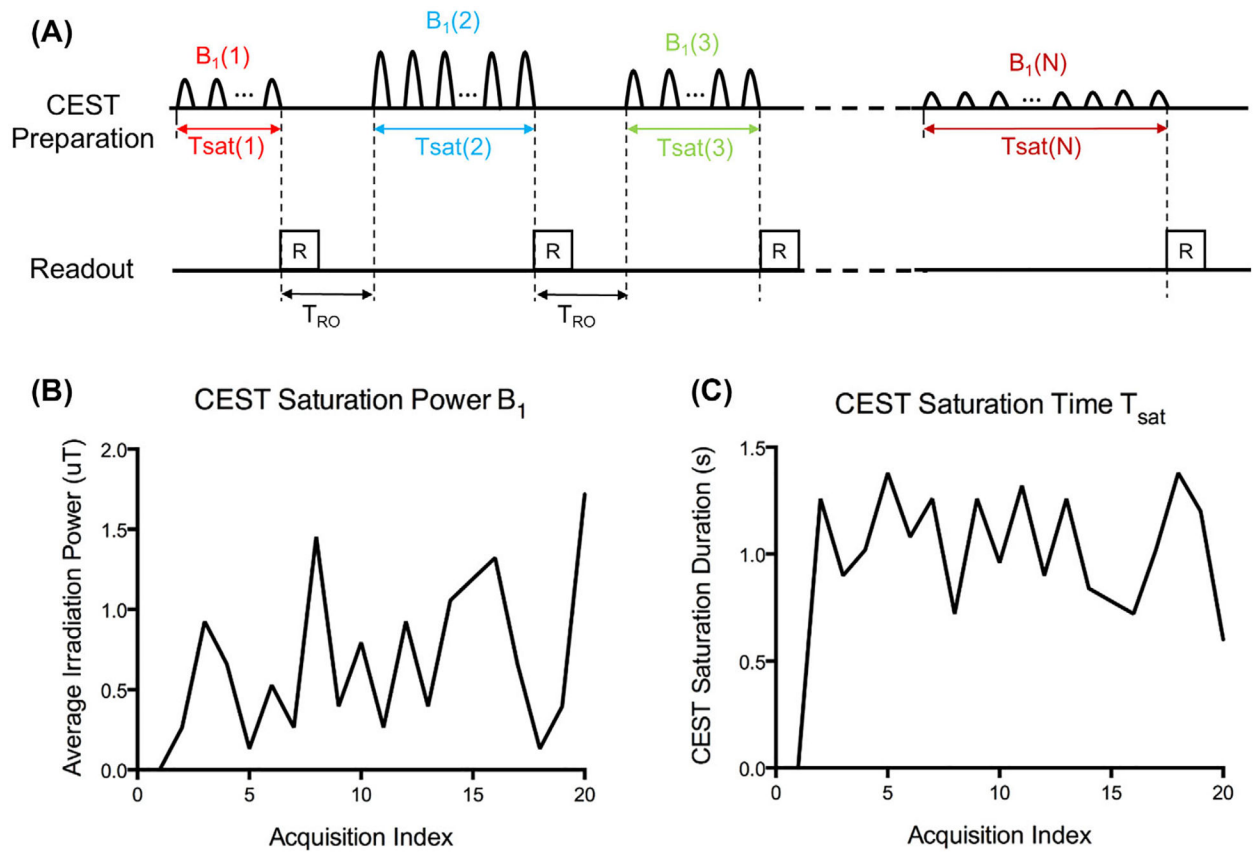 (A)
B₁(1)
B₁(2)
B₁(3)
B₁(N)
... ... ... ...
CEST
Preparation
Tsat(1)
Tsat(2)
Tsat(3)
Tsat(N)
Readout
R R R R
T_RO T_RO
(B)
CEST Saturation Power B₁
Average Irradiation Power (uT)
2.0
1.5
1.0
0.5
0.0
0 5 10 15 20
Acquisition Index
(C)
CEST Saturation Time T_sat
CEST Saturation Duration (s)
1.5
1.0
0.5
0.0
0 5 10 15 20
Acquisition Index